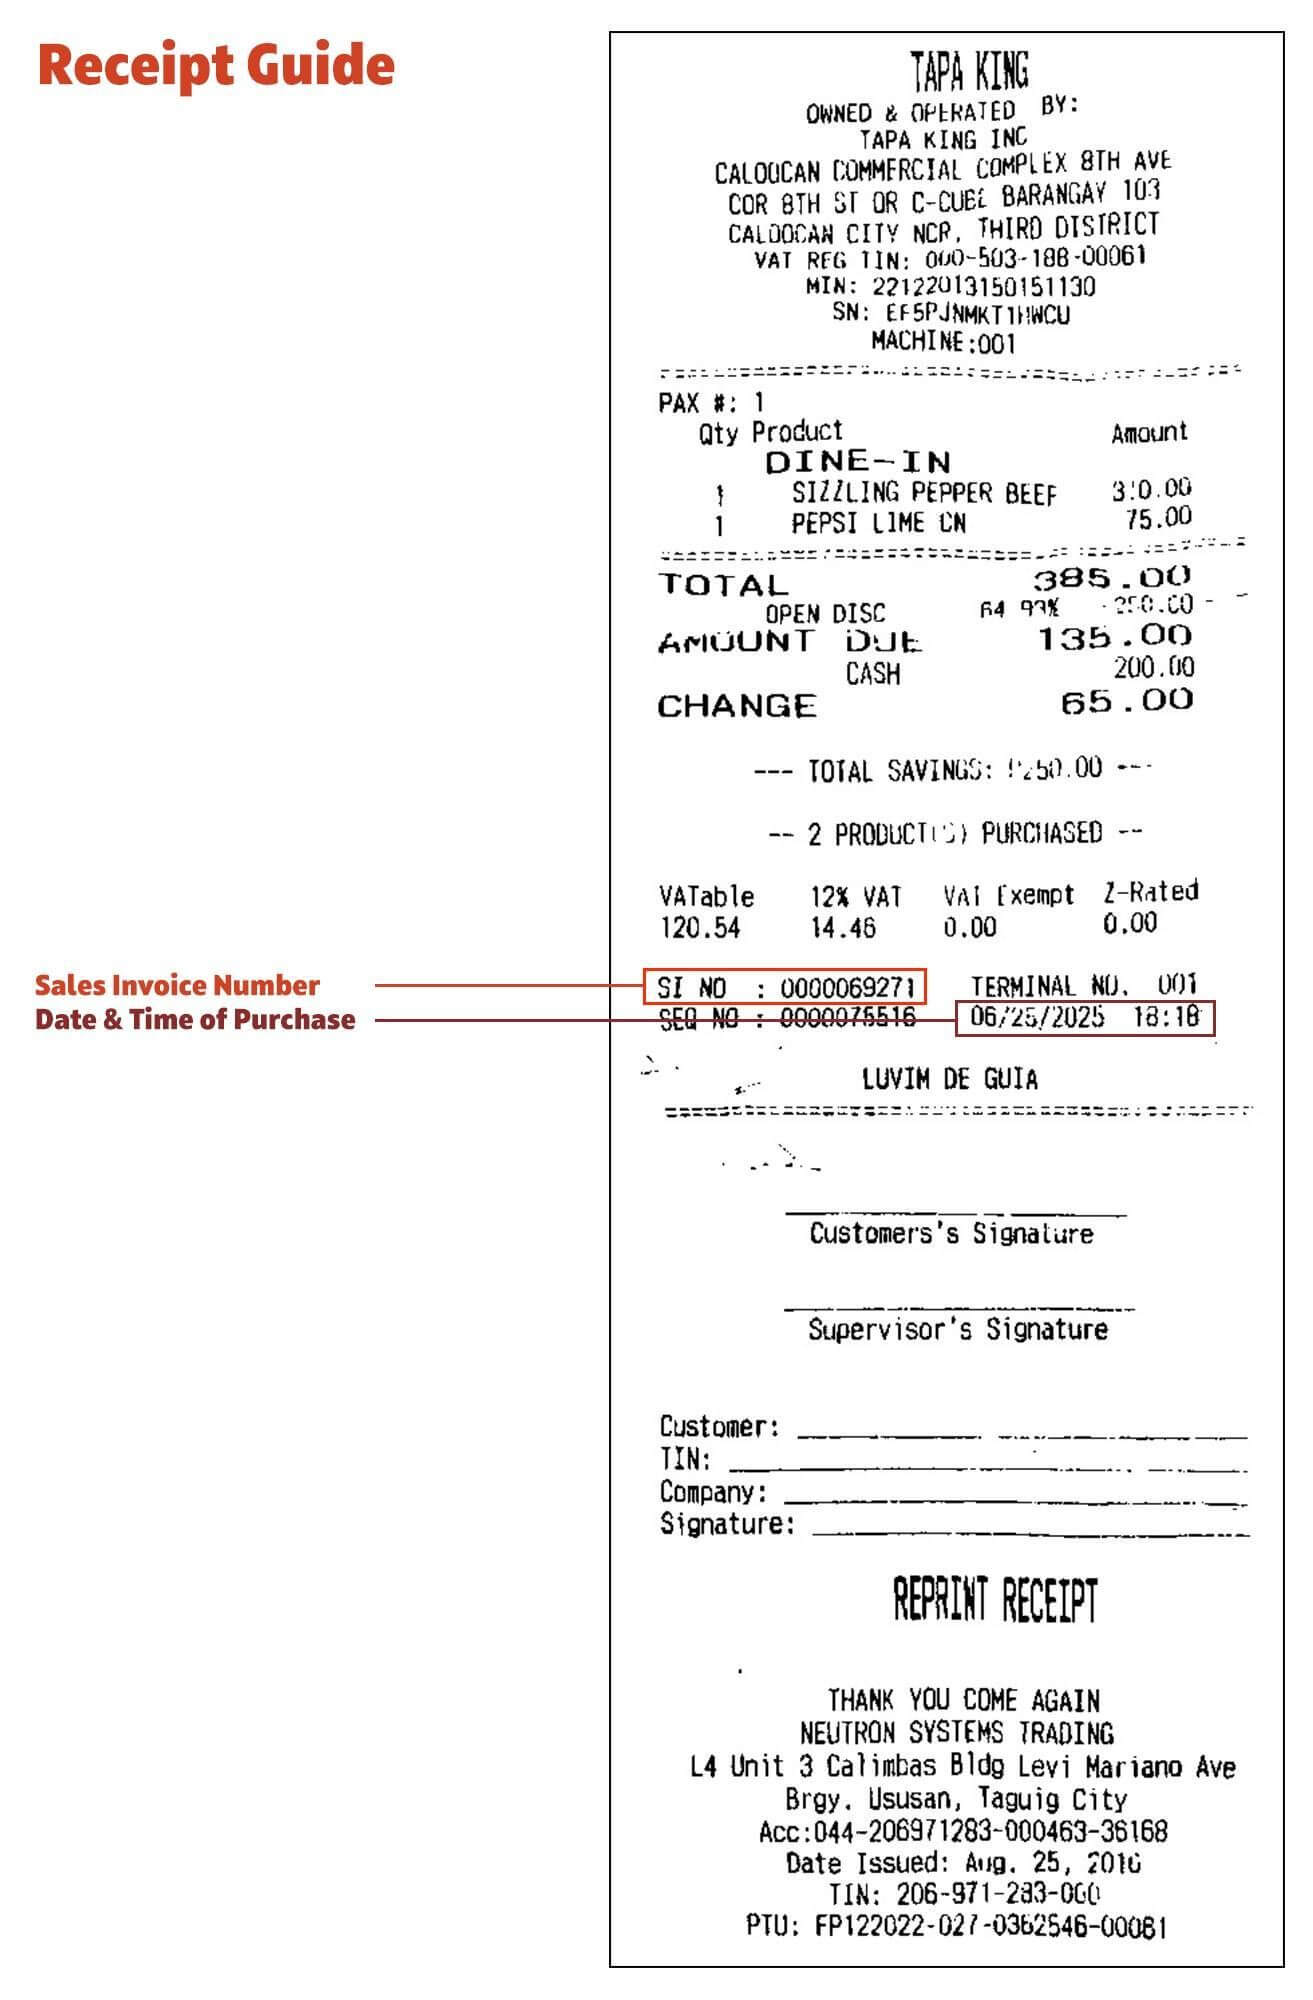 Receipt Guide
TAPA KING
OWNED & OPERATED BY:
TAPA KING INC
CALOOCAN COMMERCIAL COMPLEX 8TH AVE
COR 8TH ST OR C-CUBE BARANGAY 103
CALOOCAN CITY NCR, THIRD DISTRICT
VAT REG TIN: 000-503-188-00061
MIN: 22122013150151130
SN: EF5PJNMKT1HWCU
MACHINE:001
PAX #: 1
Qty Product Amount
DINE-IN
1 SIZZLING PEPPER BEEF 310.00
1 PEPSI LIME CN 75.00
TOTAL 385.00
OPEN DISC 64.93% -250.00
AMOUNT DUE 135.00
CASH 200.00
CHANGE 65.00
--- TOTAL SAVINGS: P250.00 ---
-- 2 PRODUCT(S) PURCHASED --
VATable 12% VAT VAT Exempt Z-Rated
120.54 14.46 0.00 0.00
Sales Invoice Number
SI NO : 0000069271 TERMINAL NO. 001
Date & Time of Purchase
SEQ NO : 0000076516 06/25/2025 18:18
LUVIM DE GUIA
Customers's Signature
Supervisor's Signature
Customer:
TIN:
Company:
Signature:
REPRINT RECEIPT
THANK YOU COME AGAIN
NEUTRON SYSTEMS TRADING
L4 Unit 3 Calimbas Bldg Levi Mariano Ave
Brgy. Ususan, Taguig City
Acc:044-206971283-000463-36168
Date Issued: Aug. 25, 2016
TIN: 206-971-283-000
PTU: FP122022-027-0362546-00061